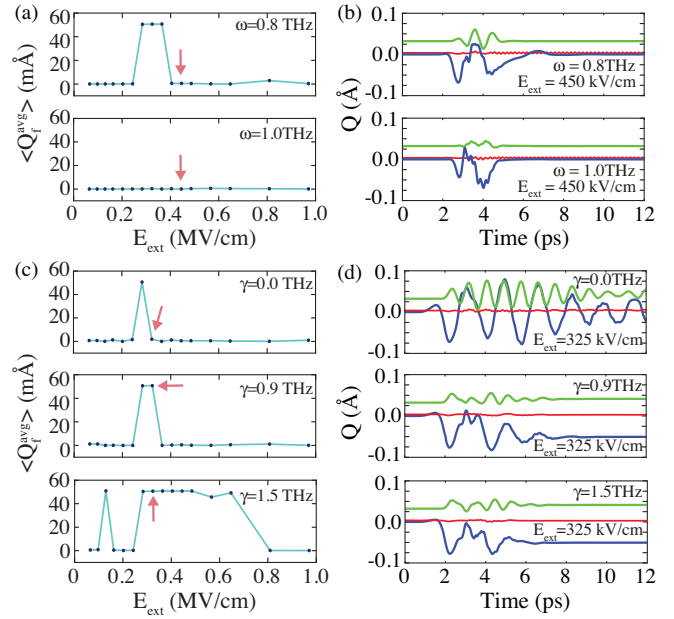 (a)
60
40
20
0
ω=0.8 THz
60
40
20
0
ω=1.0THz
<Q_f^avg> (mÅ)
0.0 0.2 0.4 0.6 0.8 1.0
E_ext (MV/cm)
(b)
0.1
0.0
-0.1
ω = 0.8THz
E_ext = 450 kV/cm
0.1
0.0
-0.1
ω = 1.0THz
E_ext = 450 kV/cm
Q (Å)
0 2 4 6 8 10 12
Time (ps)
(c)
60
40
20
0
γ=0.0 THz
60
40
20
0
γ=0.9 THz
60
40
20
0
γ=1.5 THz
<Q_f^avg> (mÅ)
0.0 0.2 0.4 0.6 0.8 1.0
E_ext (MV/cm)
(d)
0.1
0.0
-0.1
γ=0.0THz
E_ext=325 kV/cm
0.1
0.0
-0.1
γ=0.9THz
E_ext=325 kV/cm
0.1
0.0
-0.1
γ=1.5THz
E_ext=325 kV/cm
Q (Å)
0 2 4 6 8 10 12
Time (ps)